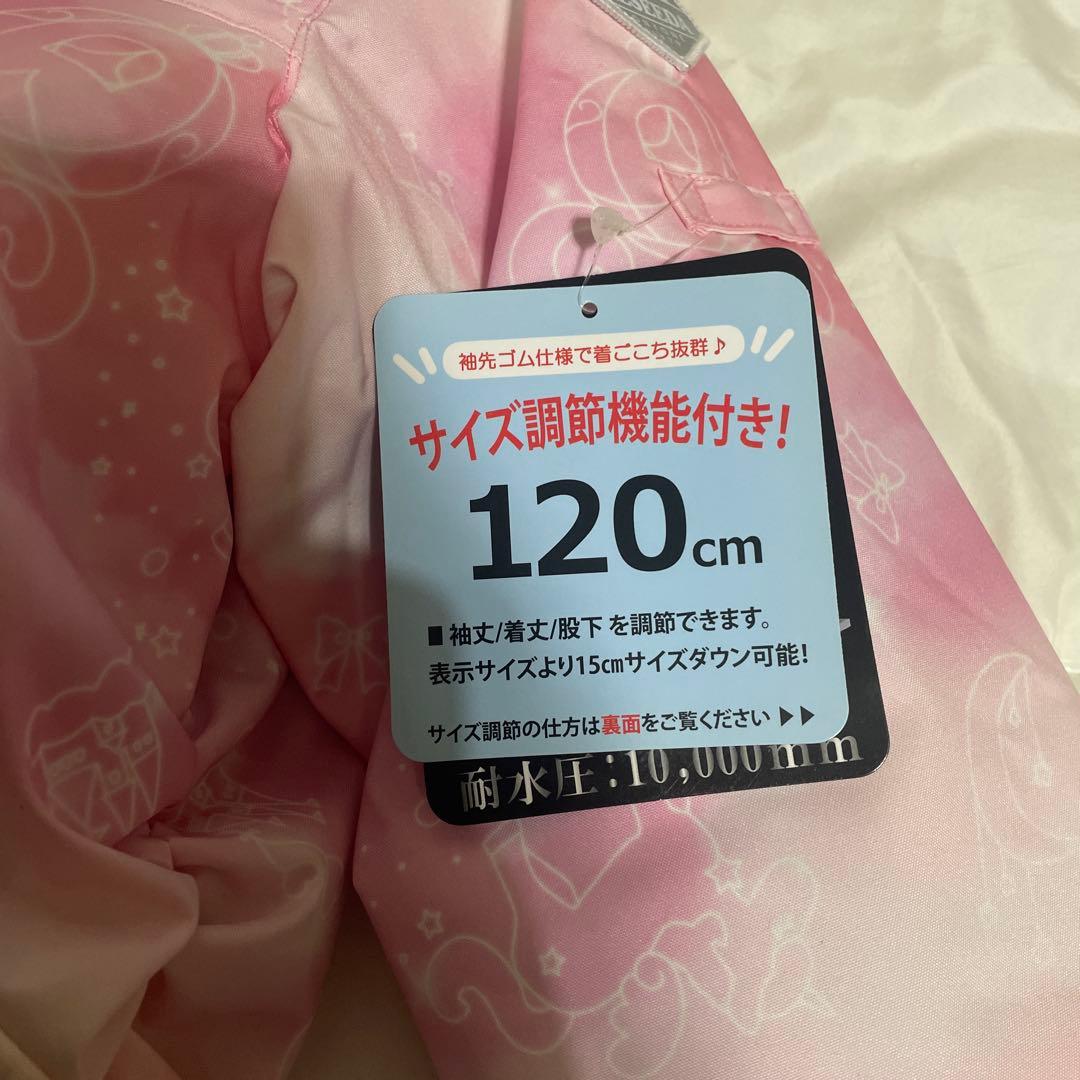 袖先ゴム仕様で着ごこち抜群♪
サイズ調節機能付き!
120cm
■ 袖丈/着丈/股下 を調節できます。
表示サイズより15㎝サイズダウン可能!
サイズ調節の仕方は裏面をご覧ください ▶▶
耐水圧:10,000mm